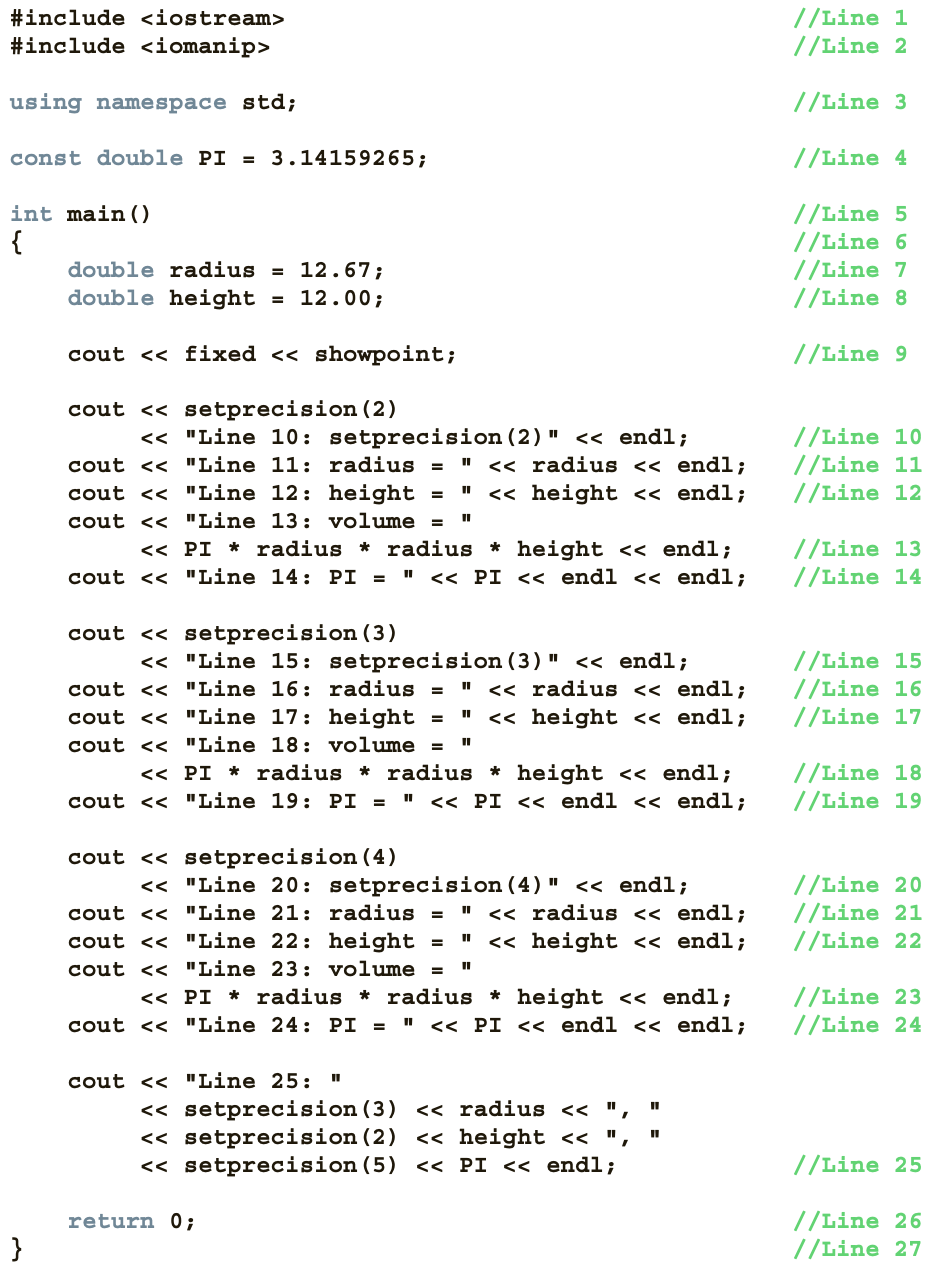 #include <iostream> //Line 1
#include <iomanip> //Line 2
using namespace std; //Line 3
const double PI = 3.14159265; //Line 4
int main() //Line 5
{ //Line 6
    double radius = 12.67; //Line 7
    double height = 12.00; //Line 8
    cout << fixed << showpoint; //Line 9
    cout << setprecision(2)
         << "Line 10: setprecision(2)" << endl; //Line 10
    cout << "Line 11: radius = " << radius << endl; //Line 11
    cout << "Line 12: height = " << height << endl; //Line 12
    cout << "Line 13: volume = "
         << PI * radius * radius * height << endl; //Line 13
    cout << "Line 14: PI = " << PI << endl << endl; //Line 14
    cout << setprecision(3)
         << "Line 15: setprecision(3)" << endl; //Line 15
    cout << "Line 16: radius = " << radius << endl; //Line 16
    cout << "Line 17: height = " << height << endl; //Line 17
    cout << "Line 18: volume = "
         << PI * radius * radius * height << endl; //Line 18
    cout << "Line 19: PI = " << PI << endl << endl; //Line 19
    cout << setprecision(4)
         << "Line 20: setprecision(4)" << endl; //Line 20
    cout << "Line 21: radius = " << radius << endl; //Line 21
    cout << "Line 22: height = " << height << endl; //Line 22
    cout << "Line 23: volume = "
         << PI * radius * radius * height << endl; //Line 23
    cout << "Line 24: PI = " << PI << endl << endl; //Line 24
    cout << "Line 25: "
         << setprecision(3) << radius << ", "
         << setprecision(2) << height << ", "
         << setprecision(5) << PI << endl; //Line 25
    return 0; //Line 26
} //Line 27